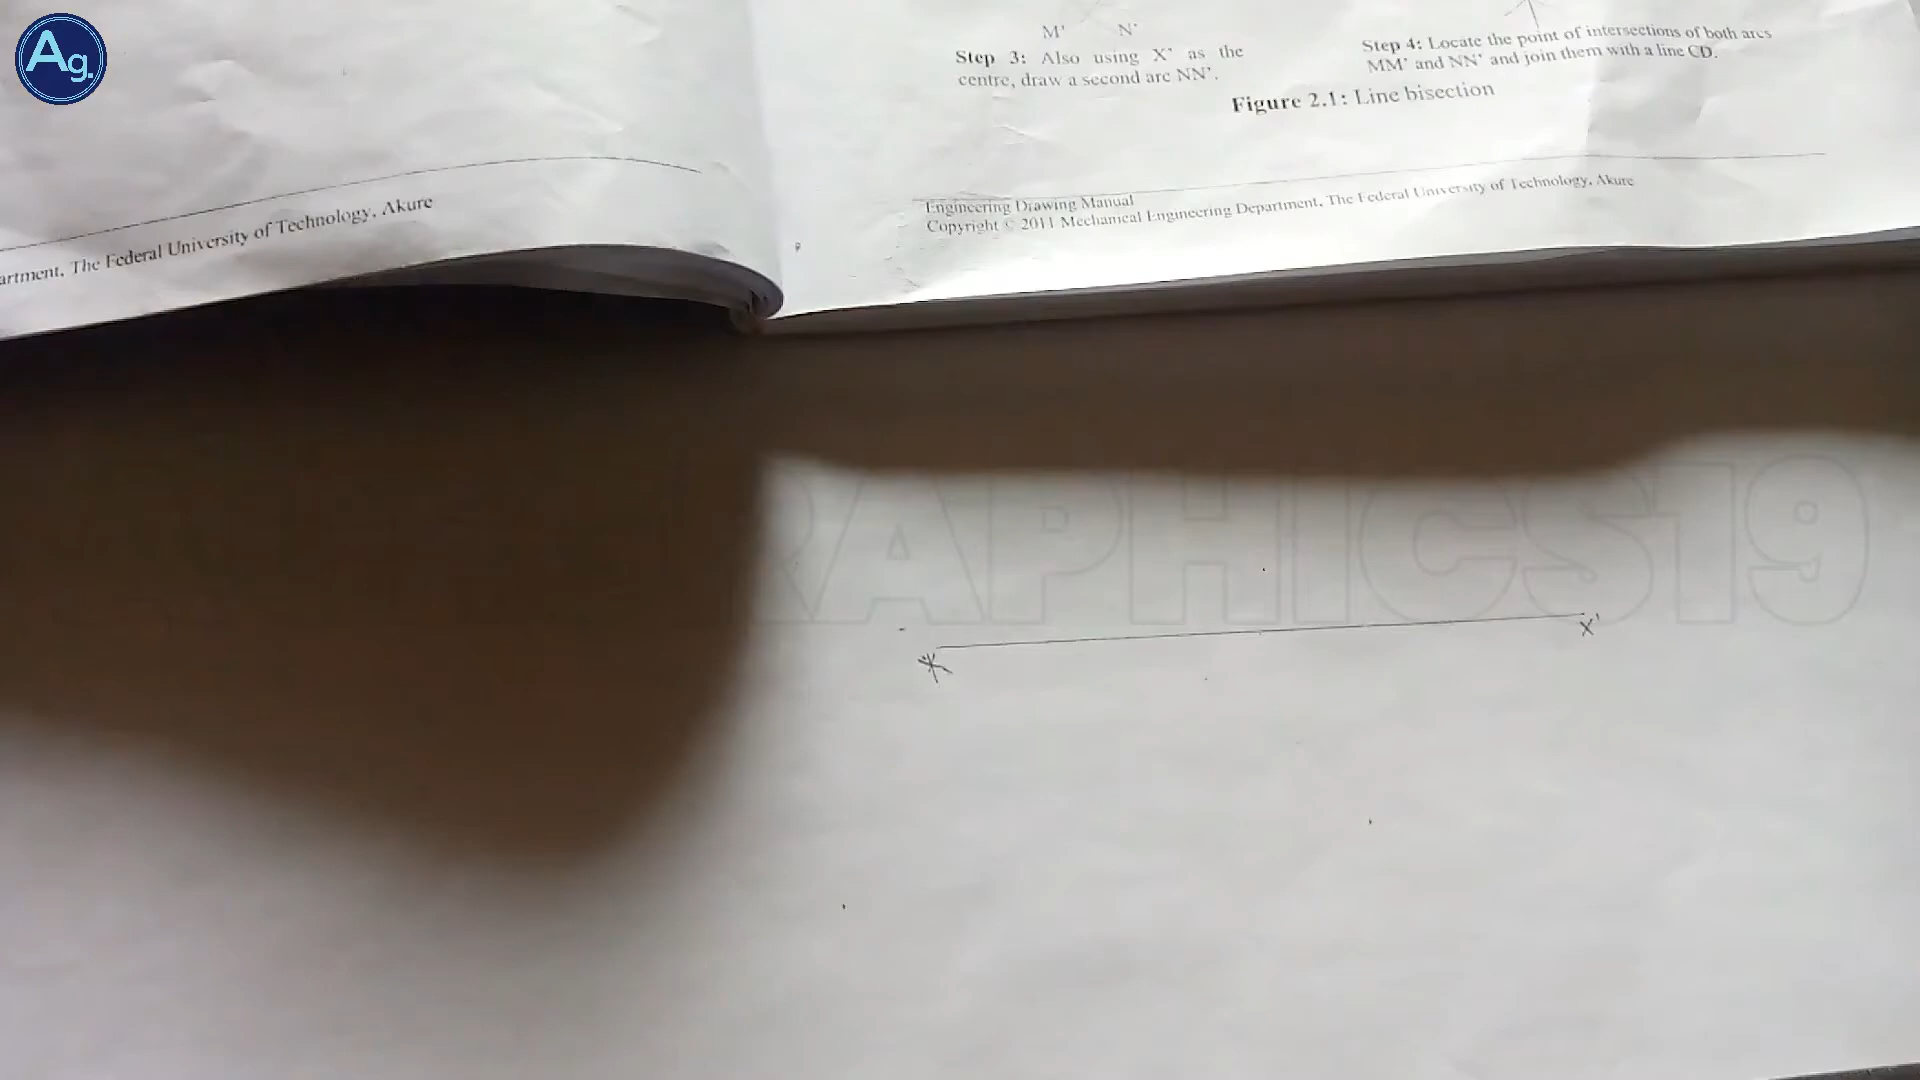 Ag.
M' N'
Step 3: Also using X' as the
centre, draw a second arc NN'.
Step 4: Locate the point of intersections of both arcs
MM' and NN' and join them with a line CD.
Figure 2.1: Line bisection
artment, The Federal University of Technology, Akure
Engineering Drawing Manual
Copyright © 2011 Mechanical Engineering Department, The Federal University of Technology, Akure
RAPHICS19
X X'